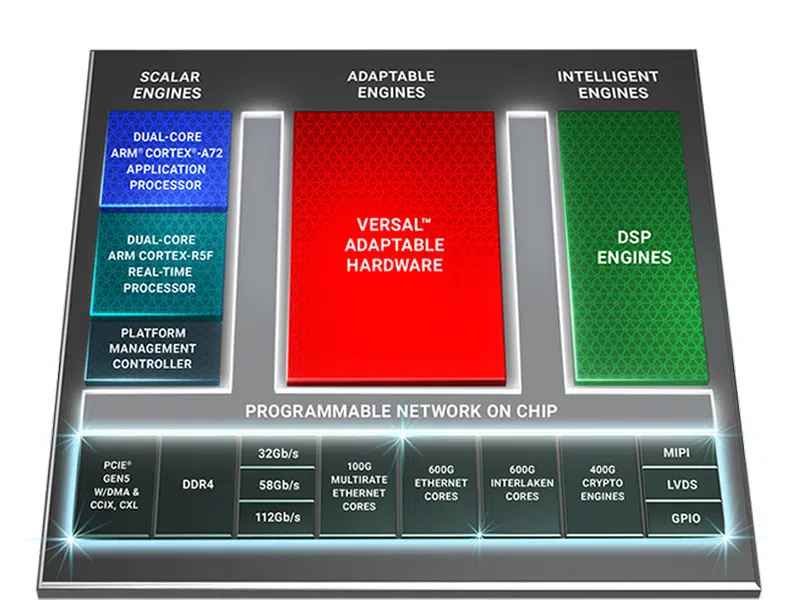 SCALAR
ENGINES
ADAPTABLE
ENGINES
INTELLIGENT
ENGINES
DUAL-CORE
ARM® CORTEX®-A72
APPLICATION
PROCESSOR
DUAL-CORE
ARM CORTEX-R5F
REAL-TIME
PROCESSOR
PLATFORM
MANAGEMENT
CONTROLLER
VERSAL™
ADAPTABLE
HARDWARE
DSP
ENGINES
PROGRAMMABLE NETWORK ON CHIP
PCIE®
GEN5
W/DMA &
CCIX, CXL
DDR4
32Gb/s
58Gb/s
112Gb/s
100G
MULTIRATE
ETHERNET
CORES
600G
ETHERNET
CORES
600G
INTERLAKEN
CORES
400G
CRYPTO
ENGINES
MIPI
LVDS
GPIO